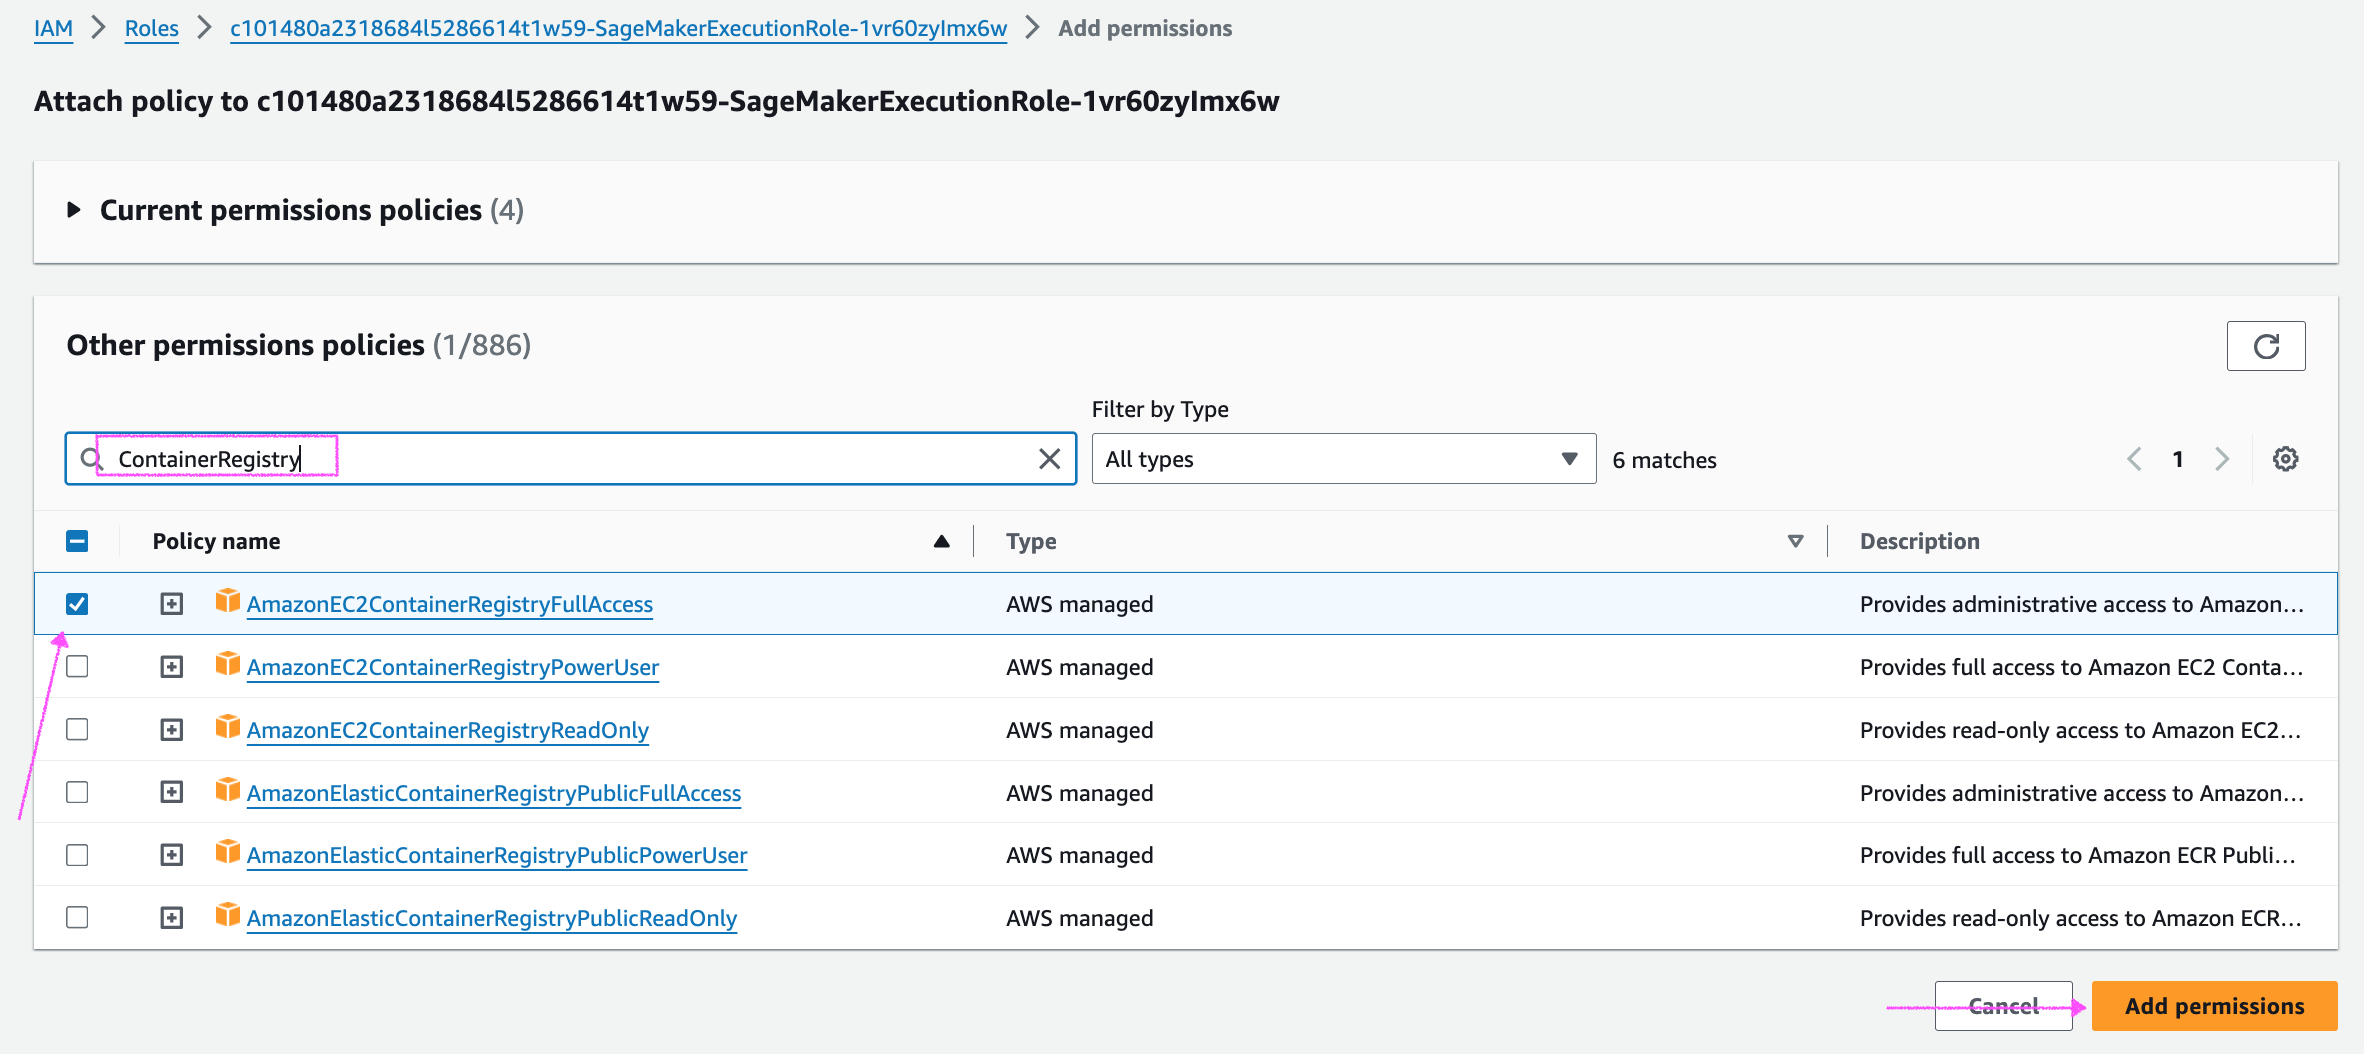 IAM > Roles > c101480a2318684l5286614t1w59-SageMakerExecutionRole-1vr60zyImx6w > Add permissions
Attach policy to c101480a2318684l5286614t1w59-SageMakerExecutionRole-1vr60zyImx6w
Current permissions policies (4)
Other permissions policies (1/886)
Filter by Type
ContainerRegistry All types 6 matches 1
Policy name Type Description
AmazonEC2ContainerRegistryFullAccess AWS managed Provides administrative access to Amazon...
AmazonEC2ContainerRegistryPowerUser AWS managed Provides full access to Amazon EC2 Conta...
AmazonEC2ContainerRegistryReadOnly AWS managed Provides read-only access to Amazon EC2...
AmazonElasticContainerRegistryPublicFullAccess AWS managed Provides administrative access to Amazon...
AmazonElasticContainerRegistryPublicPowerUser AWS managed Provides full access to Amazon ECR Publi...
AmazonElasticContainerRegistryPublicReadOnly AWS managed Provides read-only access to Amazon ECR...
Cancel Add permissions